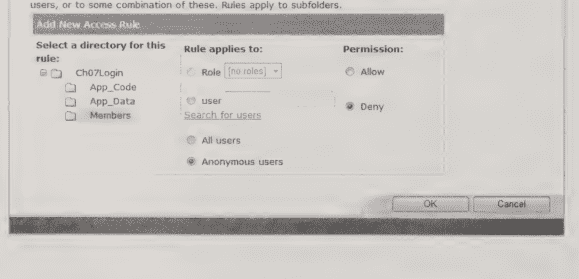 users, or to some combination of these. Rules apply to subfolders.
Add New Access Rule
Select a directory for this
rule:
Ch07Login
App_Code
App_Data
Members
Rule applies to:
Role [no roles]
user
Search for users
All users
Anonymous users
Permission:
Allow
Deny
OK
Cancel